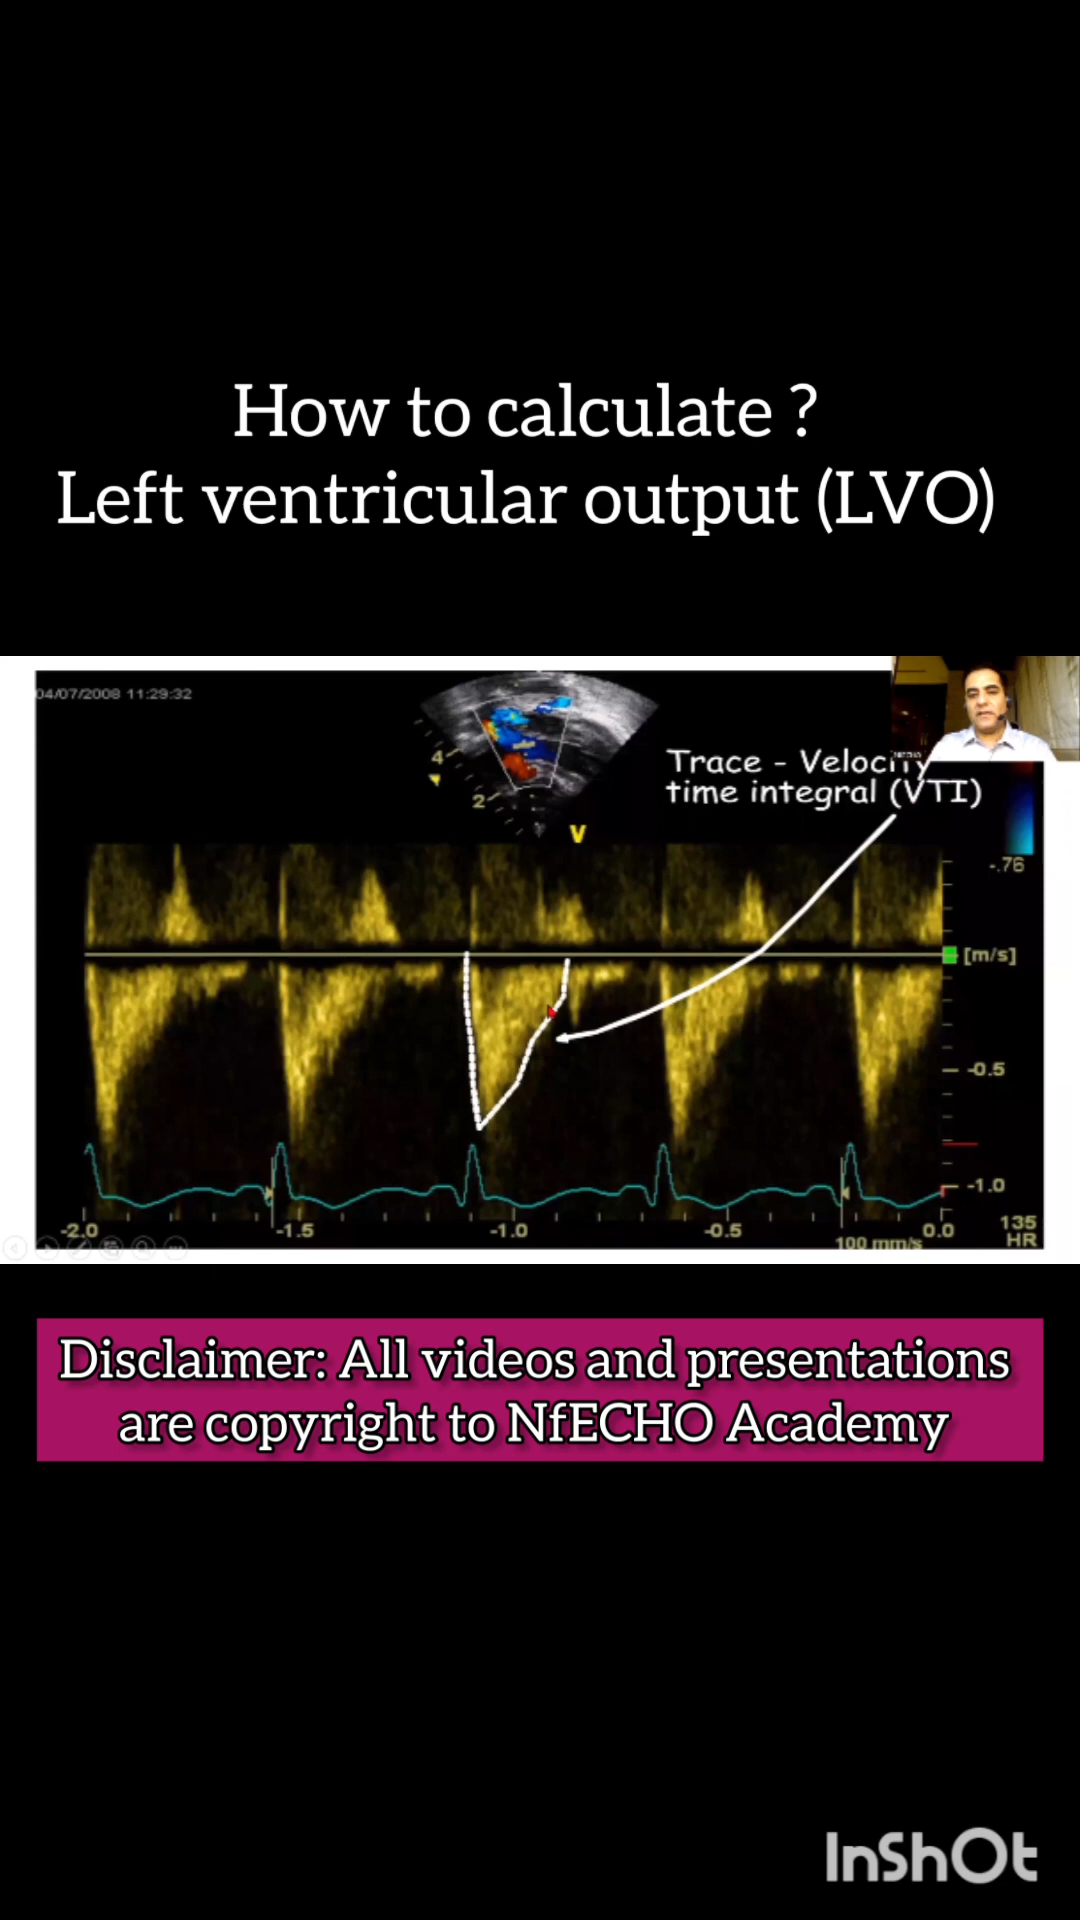 How to calculate ?
Left ventricular output (LVO)
04/07/2008 11:29:32
Trace - Velocity
time integral (VTI)
4
2
V
-.76
[m/s]
-0.5
-1.0
-2.0
-1.5
-1.0
-0.5
0.0
100 mm/s
135
HR
Disclaimer: All videos and presentations
are copyright to NfECHO Academy
InShOt